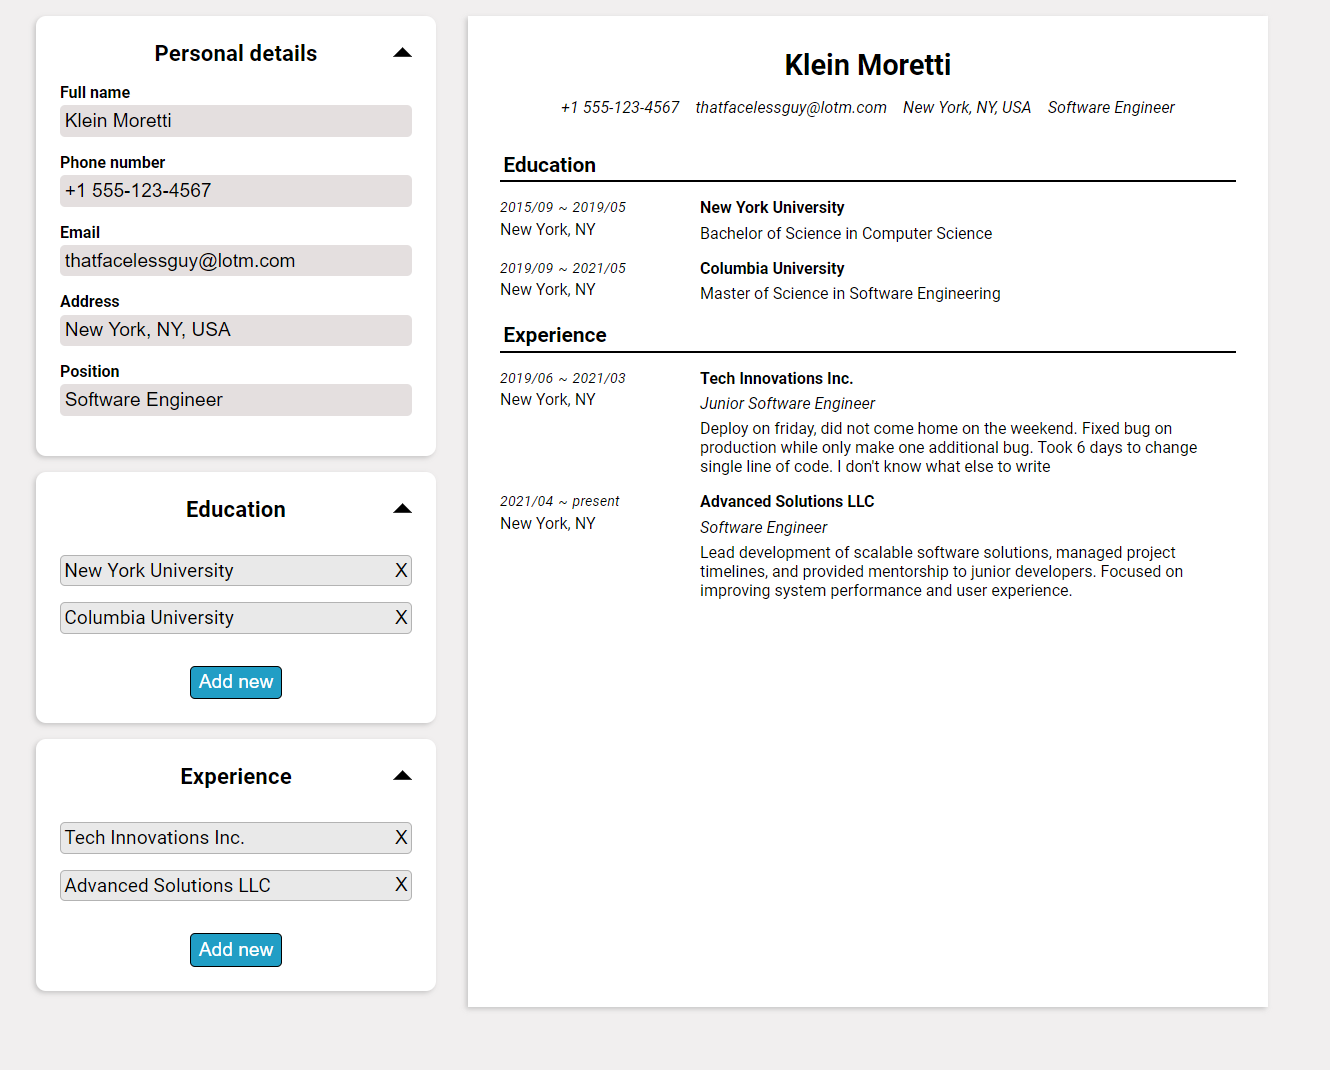 Personal details
Full name
Klein Moretti
Phone number
+1 555-123-4567
Email
thatfacelessguy@lotm.com
Address
New York, NY, USA
Position
Software Engineer
Education
New York University X
Columbia University X
Add new
Experience
Tech Innovations Inc. X
Advanced Solutions LLC X
Add new
Klein Moretti
+1 555-123-4567 thatfacelessguy@lotm.com New York, NY, USA Software Engineer
Education
2015/09 ~ 2019/05
New York, NY
New York University
Bachelor of Science in Computer Science
2019/09 ~ 2021/05
New York, NY
Columbia University
Master of Science in Software Engineering
Experience
2019/06 ~ 2021/03
New York, NY
Tech Innovations Inc.
Junior Software Engineer
Deploy on friday, did not come home on the weekend. Fixed bug on
production while only make one additional bug. Took 6 days to change
single line of code. I don't know what else to write
2021/04 ~ present
New York, NY
Advanced Solutions LLC
Software Engineer
Lead development of scalable software solutions, managed project
timelines, and provided mentorship to junior developers. Focused on
improving system performance and user experience.